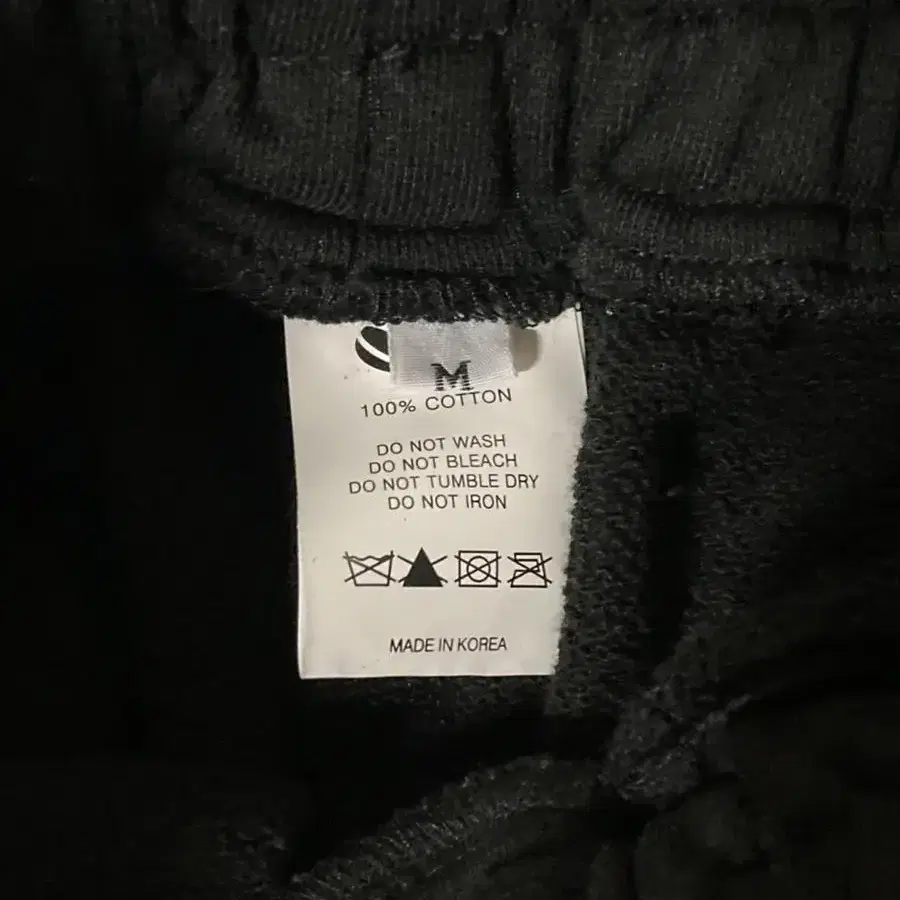 M
100% COTTON
DO NOT WASH
DO NOT BLEACH
DO NOT TUMBLE DRY
DO NOT IRON
MADE IN KOREA